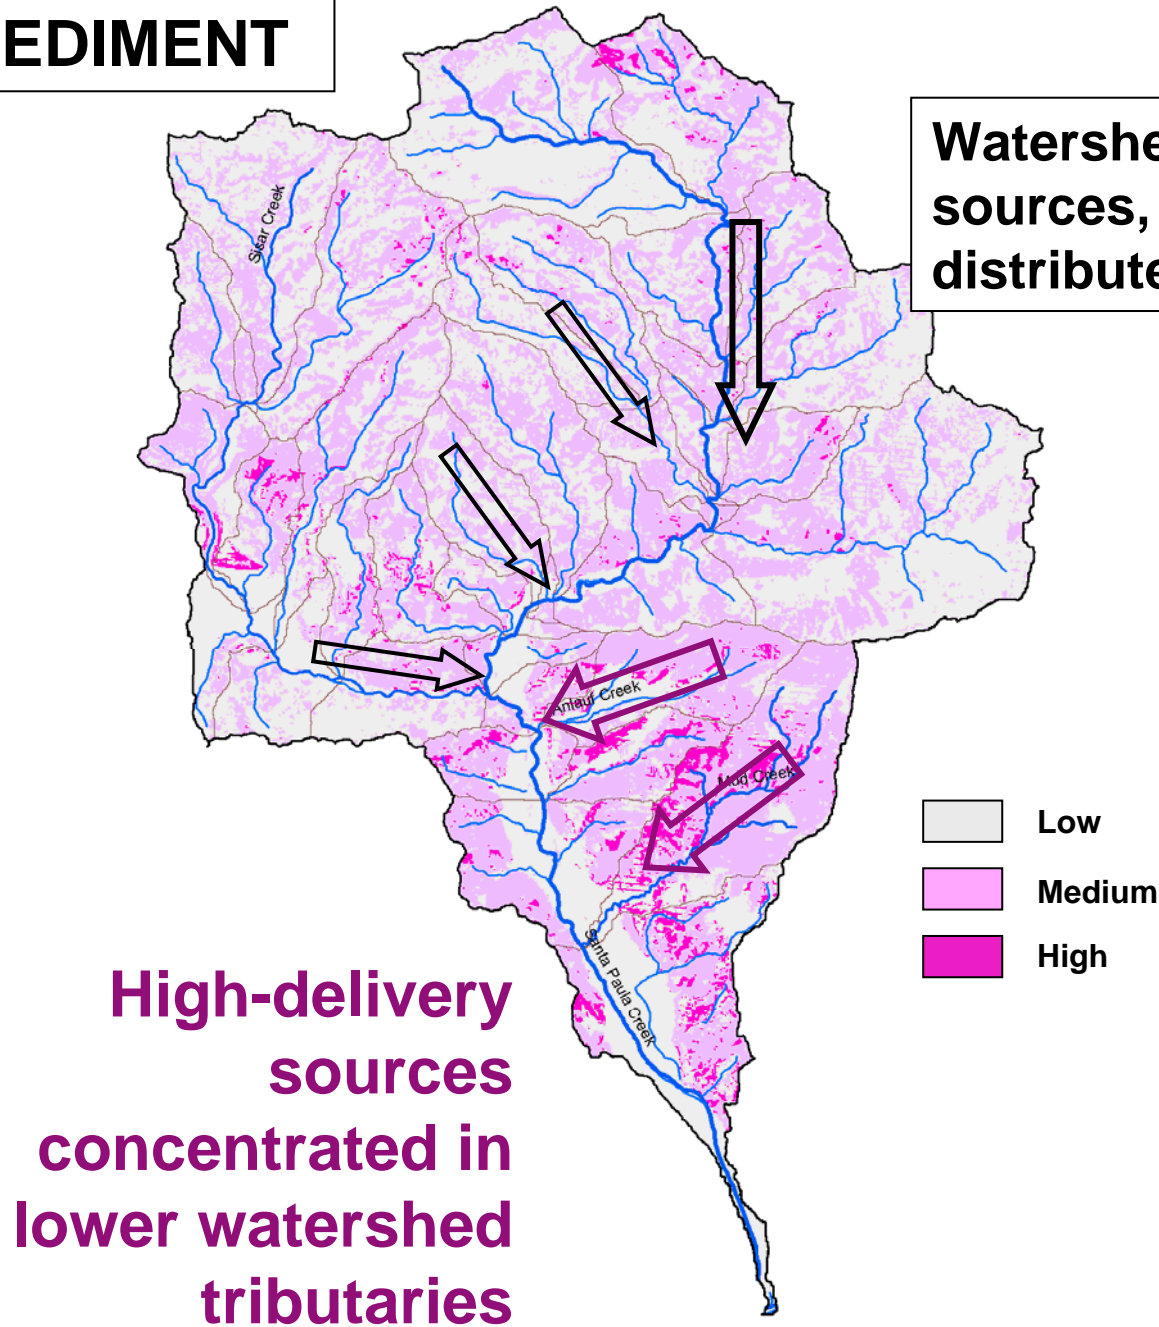 EDIMENT
Watershe
sources,
distribute
Sisar Creek
Anlauf Creek
Mud Creek
Santa Paula Creek
Low
Medium
High
High-delivery
sources
concentrated in
lower watershed
tributaries